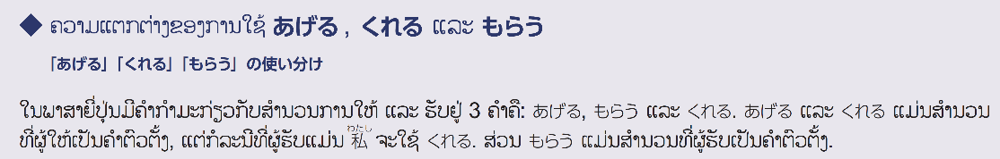 ◆ ຄວາມແຕກຕ່າງຂອງການໃຊ້ あげる, くれる ແລະ もらう
「あげる」「くれる」「もらう」の使い分け
ໃນພາສາຍີ່ປຸ່ນມີຄຳກຳມະກ່ຽວກັບສຳນວນການໃຫ້ ແລະ ຮັບຢູ່ 3 ຄຳຄື: あげる, もらう ແລະ くれる. あげる ແລະ くれる ແມ່ນສຳນວນ
ທີ່ຜູ້ໃຫ້ເປັນຄຳຕົວຕັ້ງ, ແຕ່ກໍລະນີທີ່ຜູ້ຮັບແມ່ນ 私(わたし) ຈະໃຊ້ くれる. ສ່ວນ もらう ແມ່ນສຳນວນທີ່ຜູ້ຮັບເປັນຄຳຕົວຕັ້ງ.